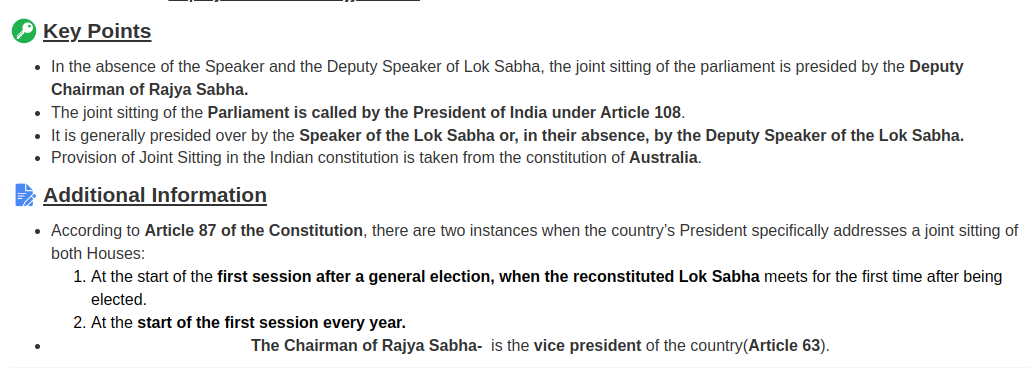 Key Points
• In the absence of the Speaker and the Deputy Speaker of Lok Sabha, the joint sitting of the parliament is presided by the Deputy
Chairman of Rajya Sabha.
• The joint sitting of the Parliament is called by the President of India under Article 108.
• It is generally presided over by the Speaker of the Lok Sabha or, in their absence, by the Deputy Speaker of the Lok Sabha.
• Provision of Joint Sitting in the Indian constitution is taken from the constitution of Australia.
Additional Information
• According to Article 87 of the Constitution, there are two instances when the country's President specifically addresses a joint sitting of
both Houses:
1. At the start of the first session after a general election, when the reconstituted Lok Sabha meets for the first time after being
elected.
2. At the start of the first session every year.
• The Chairman of Rajya Sabha- is the vice president of the country(Article 63).